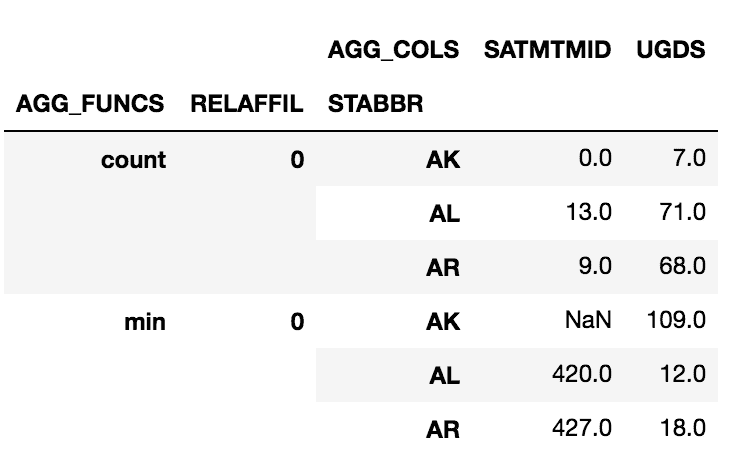 AGG_COLS SATMTMID UGDS
AGG_FUNCS RELAFFIL STABBR
count 0 AK 0.0 7.0
AL 13.0 71.0
AR 9.0 68.0
min 0 AK NaN 109.0
AL 420.0 12.0
AR 427.0 18.0